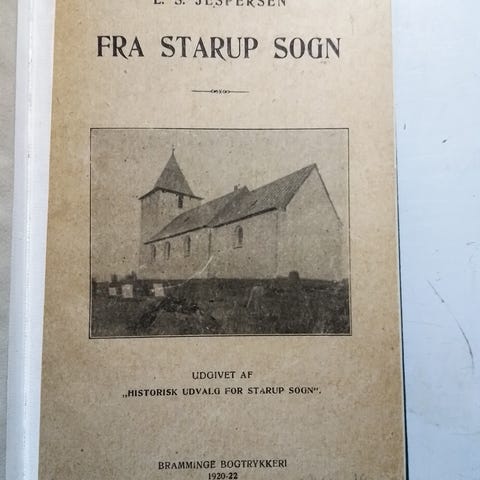 L. S. JESPERSEN
FRA STARUP SOGN
UDGIVET AF
„HISTORISK UDVALG FOR STARUP SOGN".
BRAMMINGE BOGTRYKKERI
1920-22